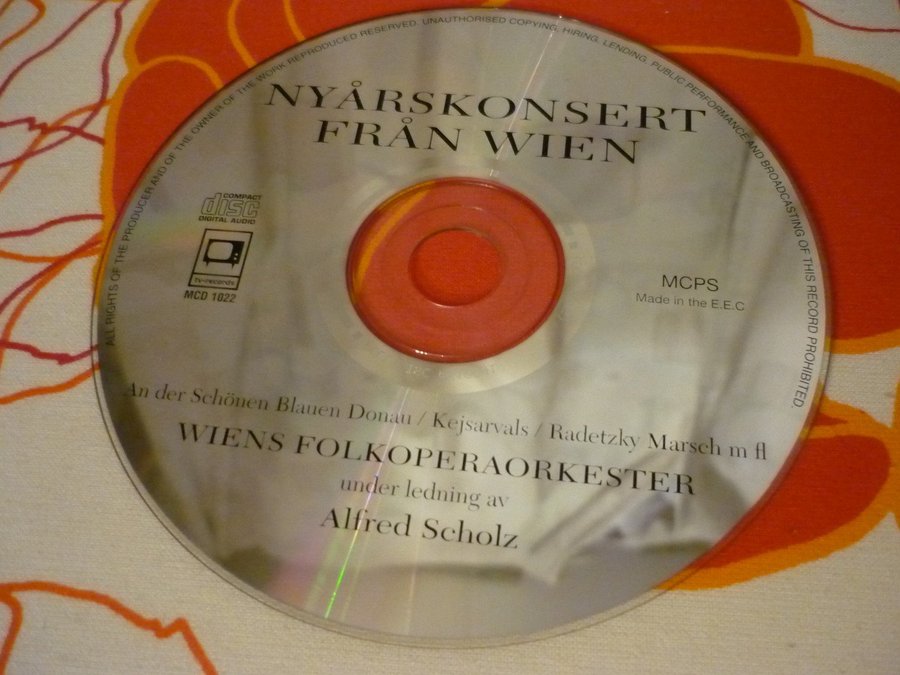 ALL RIGHTS OF THE PRODUCER AND OF THE OWNER OF THE WORK REPRODUCED RESERVED. UNAUTHORISED COPYING, HIRING, LENDING, PUBLIC PERFORMANCE AND BROADCASTING OF THIS RECORD PROHIBITED.
NYÅRSKONSERT
FRÅN WIEN
COMPACT
disc
DIGITAL AUDIO
tv-records
MCD 1022
MCPS
Made in the E.E.C
An der Schönen Blauen Donau / Kejsarvals / Radetzky Marsch m fl
WIENS FOLKOPERAORKESTER
under ledning av
Alfred Scholz